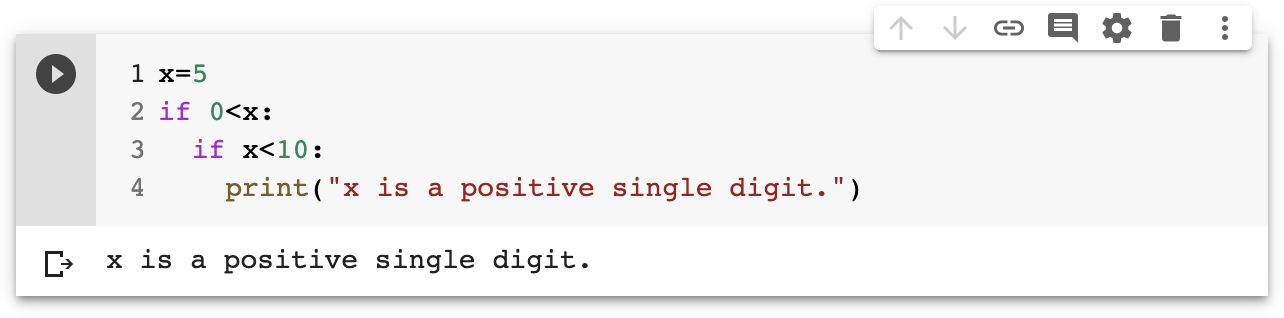 1 x=5
2 if 0<x:
3   if x<10:
4     print("x is a positive single digit.")
x is a positive single digit.